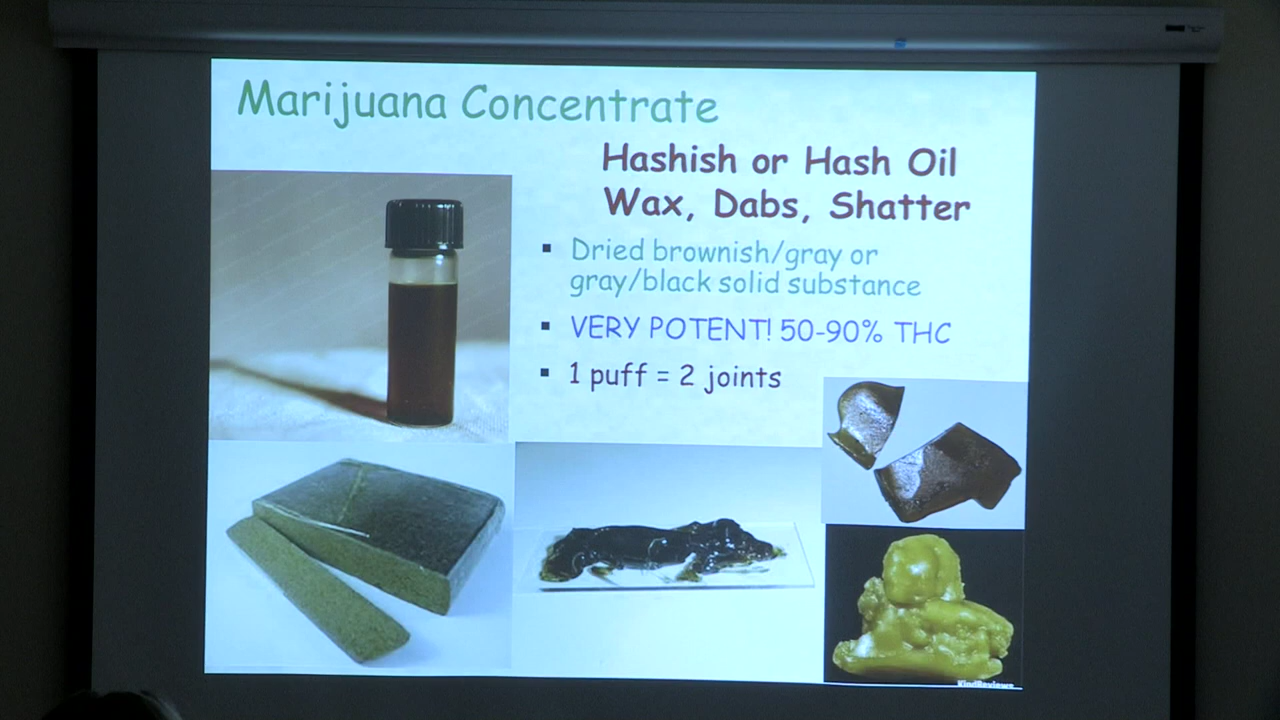 Marijuana Concentrate
Hashish or Hash Oil
Wax, Dabs, Shatter
▪ Dried brownish/gray or
gray/black solid substance
▪ VERY POTENT! 50-90% THC
▪ 1 puff = 2 joints
KindReviews